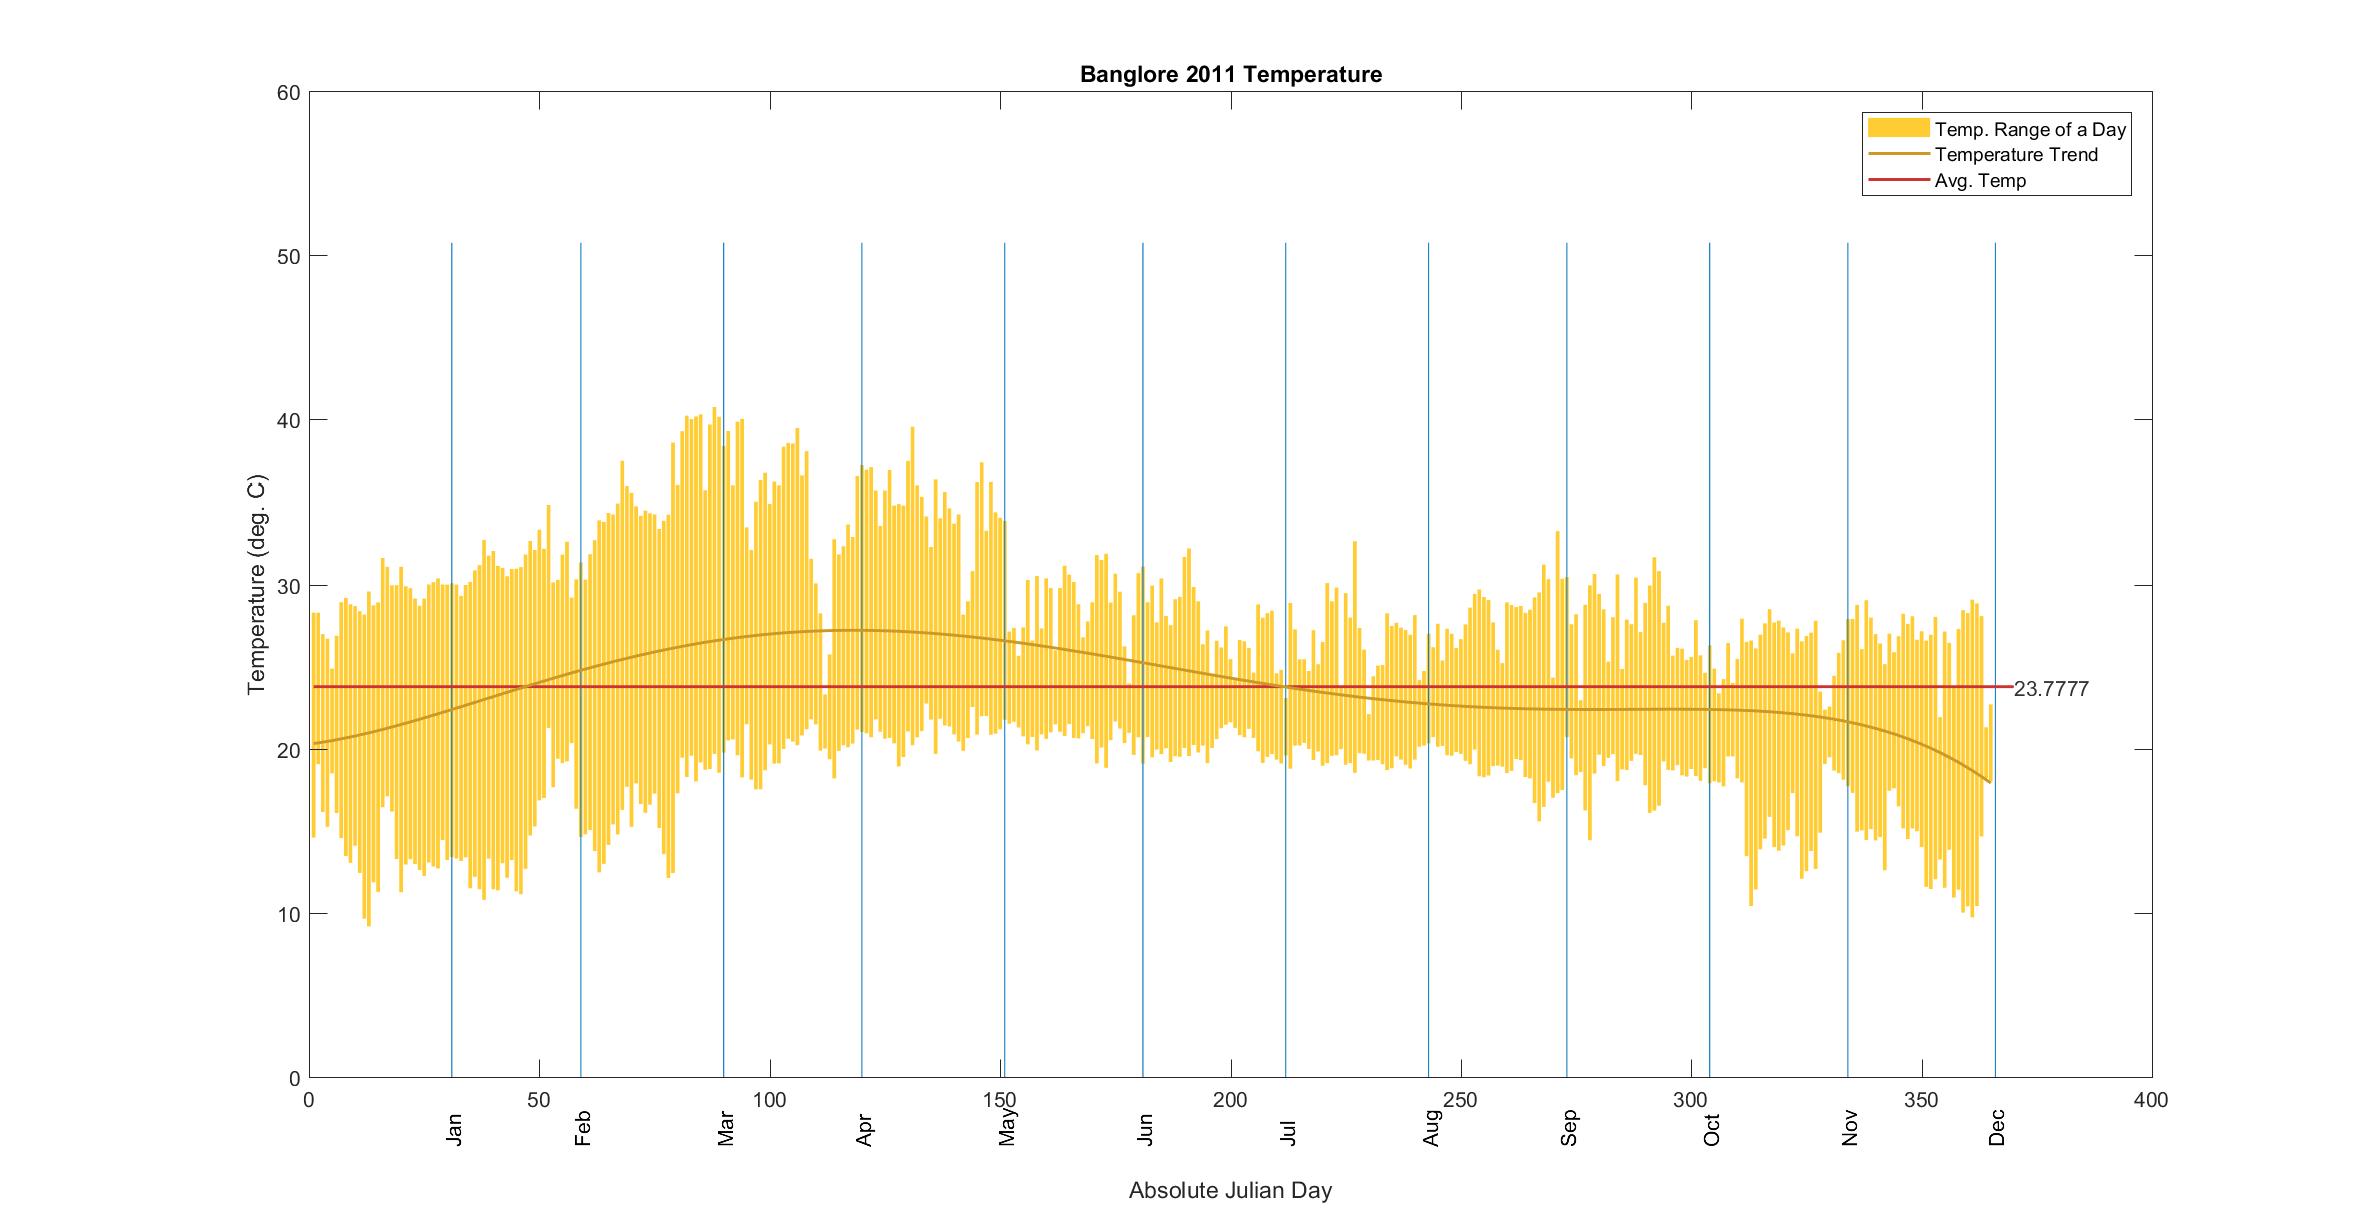 Banglore 2011 Temperature
Temp. Range of a Day
Temperature Trend
Avg. Temp
60
50
40
30
20
10
0
Temperature (deg. C)
23.7777
0 50 100 150 200 250 300 350 400
Jan Feb Mar Apr May Jun Jul Aug Sep Oct Nov Dec
Absolute Julian Day